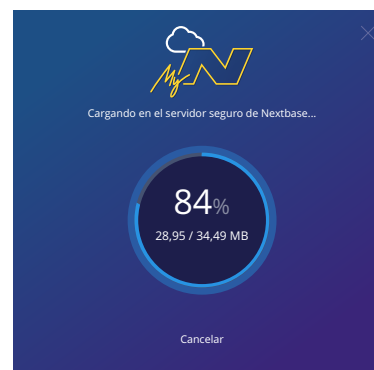 My N
Cargando en el servidor seguro de Nextbase...
84%
28,95 / 34,49 MB
Cancelar